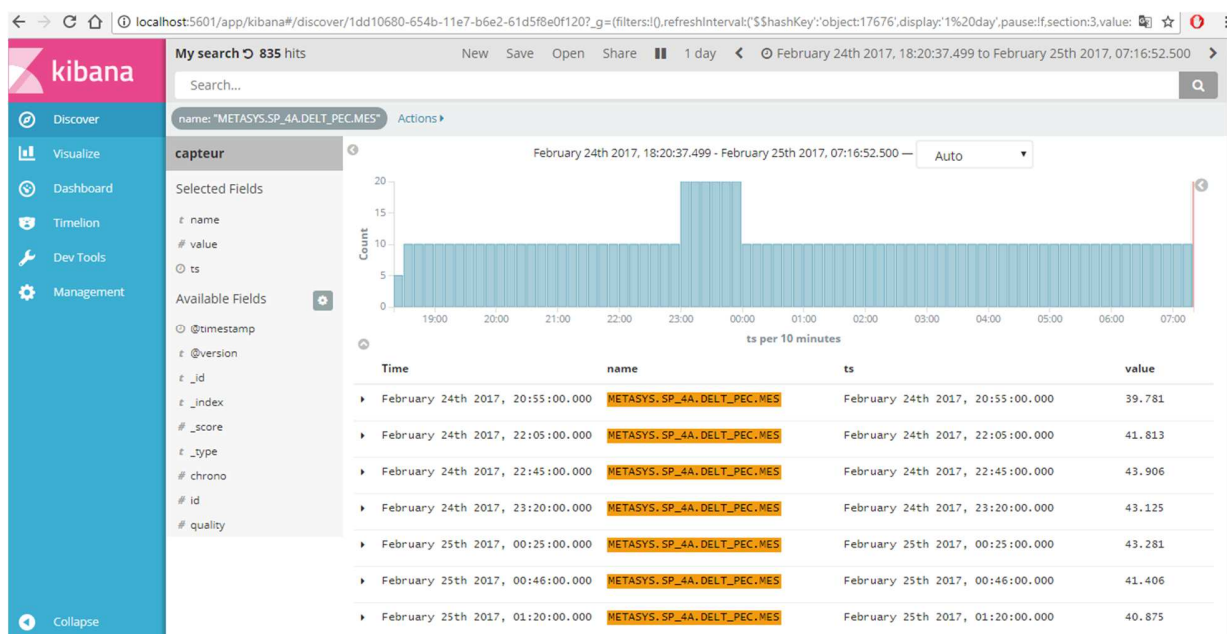 localhost:5601/app/kibana#/discover/1dd10680-654b-11e7-b6e2-61d5f8e0f120?_g=(filters:!(),refreshInterval:('$$hashKey':'object:17676',display:'1%20day',pause:!f,section:3,value:
kibana
My search 835 hits
New Save Open Share 1 day February 24th 2017, 18:20:37.499 to February 25th 2017, 07:16:52.500
Search...
name: "METASYS.SP_4A.DELT_PEC.MES" Actions
Discover
Visualize
Dashboard
Timelion
Dev Tools
Management
Collapse
capteur
Selected Fields
t name
# value
ts
Available Fields
@timestamp
t @version
t _id
t _index
# _score
t _type
# chrono
# id
# quality
February 24th 2017, 18:20:37.499 - February 25th 2017, 07:16:52.500 — Auto
Count
20
15
10
5
0
19:00 20:00 21:00 22:00 23:00 00:00 01:00 02:00 03:00 04:00 05:00 06:00 07:00
ts per 10 minutes
Time name ts value
February 24th 2017, 20:55:00.000 METASYS.SP_4A.DELT_PEC.MES February 24th 2017, 20:55:00.000 39.781
February 24th 2017, 22:05:00.000 METASYS.SP_4A.DELT_PEC.MES February 24th 2017, 22:05:00.000 41.813
February 24th 2017, 22:45:00.000 METASYS.SP_4A.DELT_PEC.MES February 24th 2017, 22:45:00.000 43.906
February 24th 2017, 23:20:00.000 METASYS.SP_4A.DELT_PEC.MES February 24th 2017, 23:20:00.000 43.125
February 25th 2017, 00:25:00.000 METASYS.SP_4A.DELT_PEC.MES February 25th 2017, 00:25:00.000 43.281
February 25th 2017, 00:46:00.000 METASYS.SP_4A.DELT_PEC.MES February 25th 2017, 00:46:00.000 41.406
February 25th 2017, 01:20:00.000 METASYS.SP_4A.DELT_PEC.MES February 25th 2017, 01:20:00.000 40.875